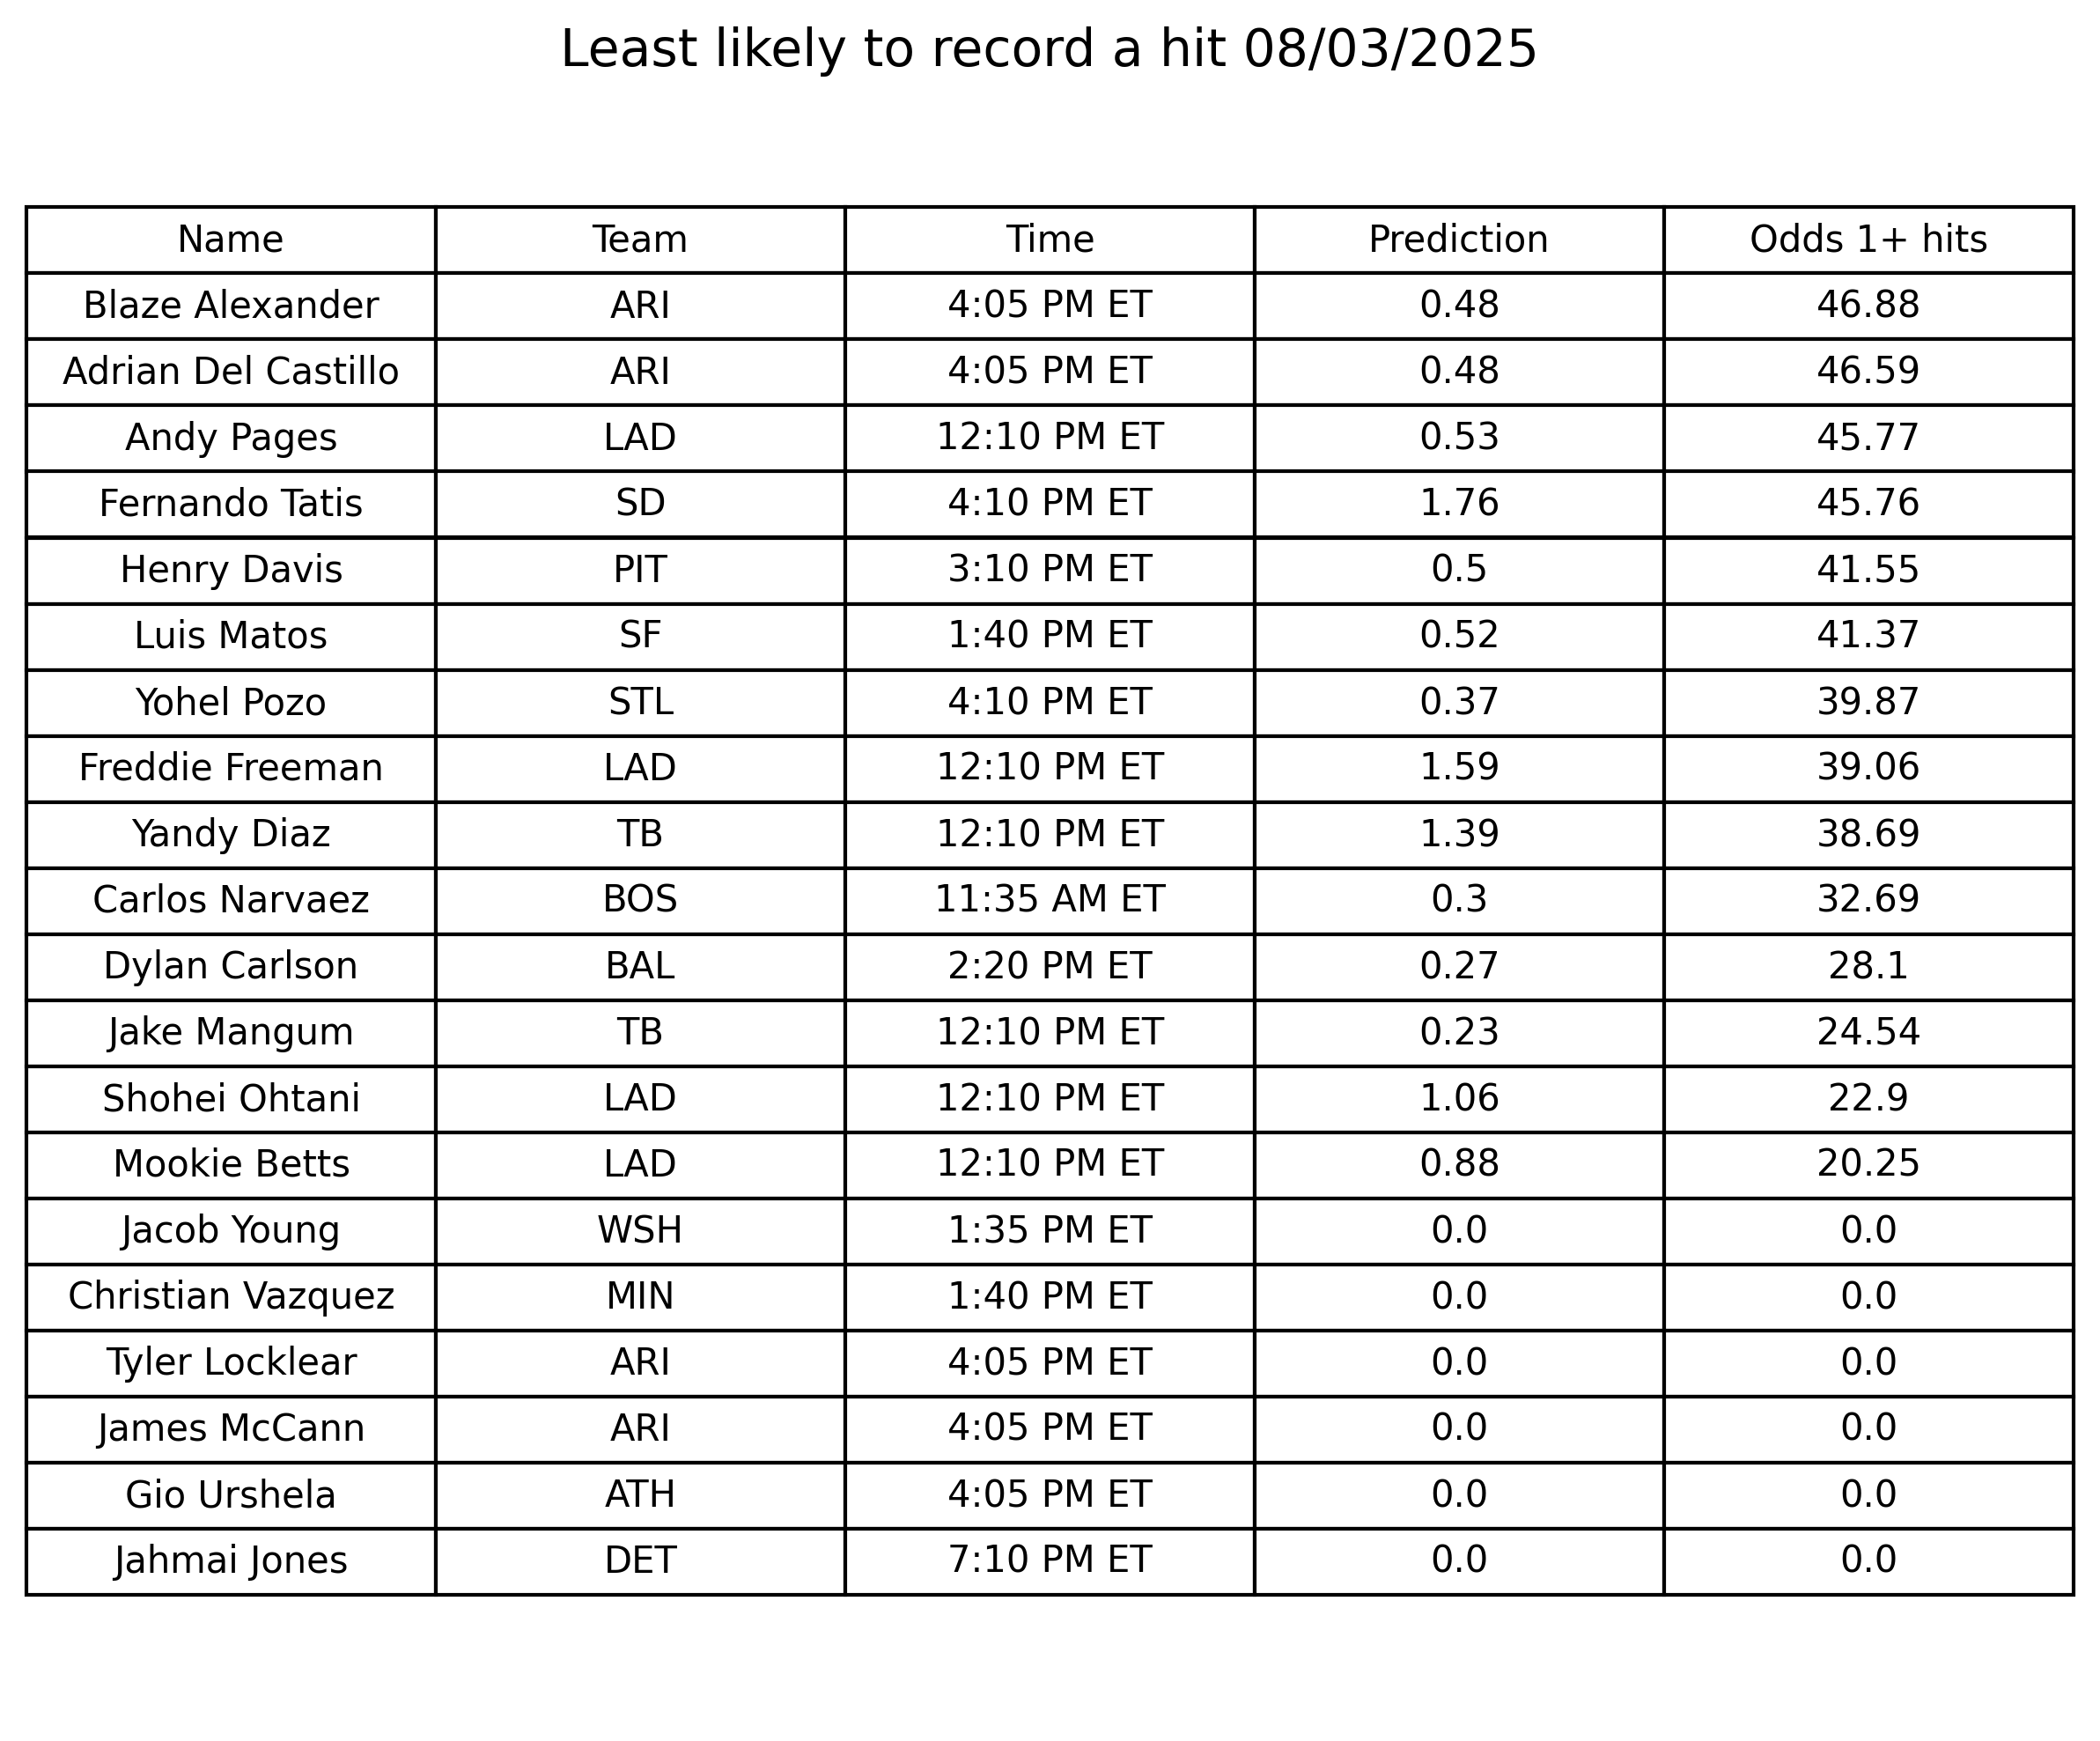 Least likely to record a hit 08/03/2025
Name Team Time Prediction Odds 1+ hits
Blaze Alexander ARI 4:05 PM ET 0.48 46.88
Adrian Del Castillo ARI 4:05 PM ET 0.48 46.59
Andy Pages LAD 12:10 PM ET 0.53 45.77
Fernando Tatis SD 4:10 PM ET 1.76 45.76
Henry Davis PIT 3:10 PM ET 0.5 41.55
Luis Matos SF 1:40 PM ET 0.52 41.37
Yohel Pozo STL 4:10 PM ET 0.37 39.87
Freddie Freeman LAD 12:10 PM ET 1.59 39.06
Yandy Diaz TB 12:10 PM ET 1.39 38.69
Carlos Narvaez BOS 11:35 AM ET 0.3 32.69
Dylan Carlson BAL 2:20 PM ET 0.27 28.1
Jake Mangum TB 12:10 PM ET 0.23 24.54
Shohei Ohtani LAD 12:10 PM ET 1.06 22.9
Mookie Betts LAD 12:10 PM ET 0.88 20.25
Jacob Young WSH 1:35 PM ET 0.0 0.0
Christian Vazquez MIN 1:40 PM ET 0.0 0.0
Tyler Locklear ARI 4:05 PM ET 0.0 0.0
James McCann ARI 4:05 PM ET 0.0 0.0
Gio Urshela ATH 4:05 PM ET 0.0 0.0
Jahmai Jones DET 7:10 PM ET 0.0 0.0